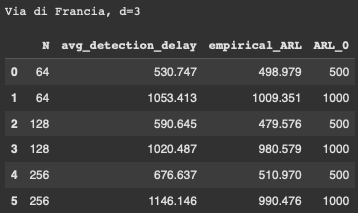 Via di Francia, d=3
N avg_detection_delay empirical_ARL ARL_0
0 64 530.747 498.979 500
1 64 1053.413 1009.351 1000
2 128 590.645 479.576 500
3 128 1020.487 980.579 1000
4 256 676.637 510.970 500
5 256 1146.146 990.476 1000